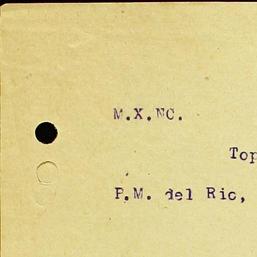 M.X.NC.
Top
P.M. del Rio,